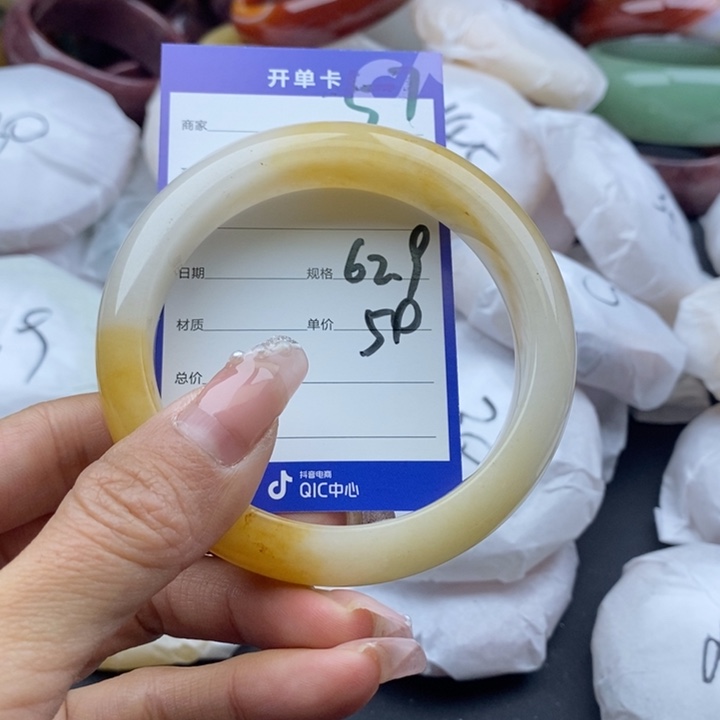 开单卡
57
商家
日期 规格 62.9
材质 单价 50
总价
抖音电商
QIC中心